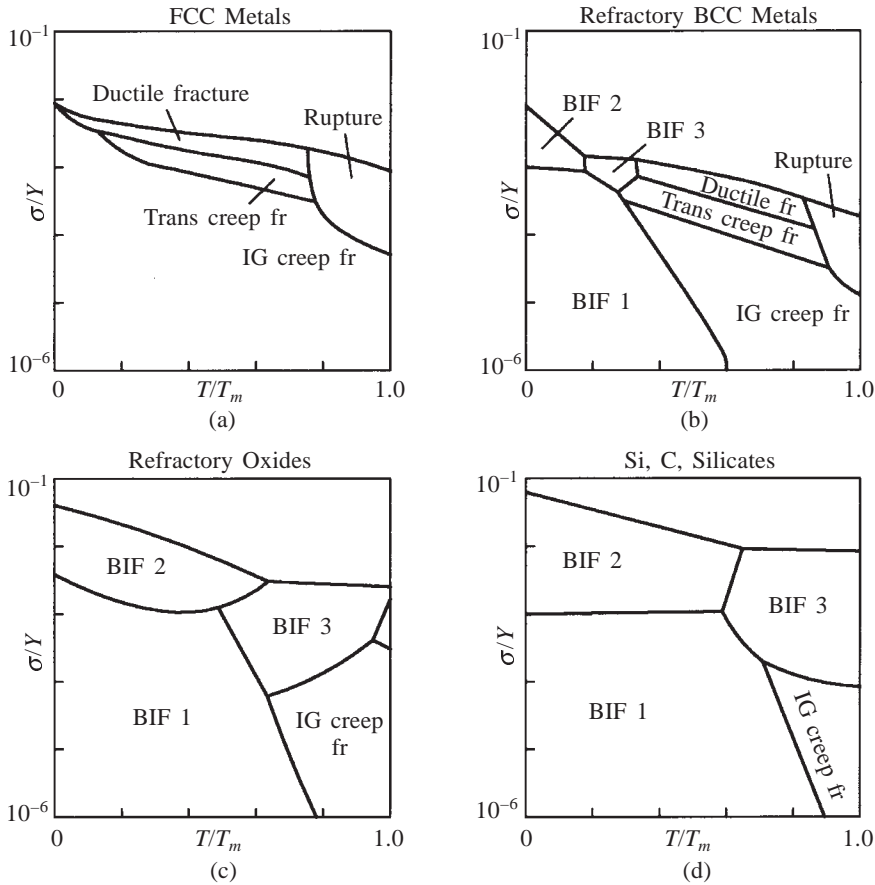 FCC Metals
10⁻¹
Ductile fracture
Rupture
Trans creep fr
IG creep fr
σ/Y
10⁻⁶
0
T/Tₘ
1.0
(a)
Refractory BCC Metals
10⁻¹
BIF 2
BIF 3
Rupture
Ductile fr
Trans creep fr
BIF 1
IG creep fr
σ/Y
10⁻⁶
0
T/Tₘ
1.0
(b)
Refractory Oxides
10⁻¹
BIF 2
BIF 3
BIF 1
IG creep
fr
σ/Y
10⁻⁶
0
T/Tₘ
1.0
(c)
Si, C, Silicates
10⁻¹
BIF 2
BIF 3
BIF 1
IG creep fr
σ/Y
10⁻⁶
0
T/Tₘ
1.0
(d)